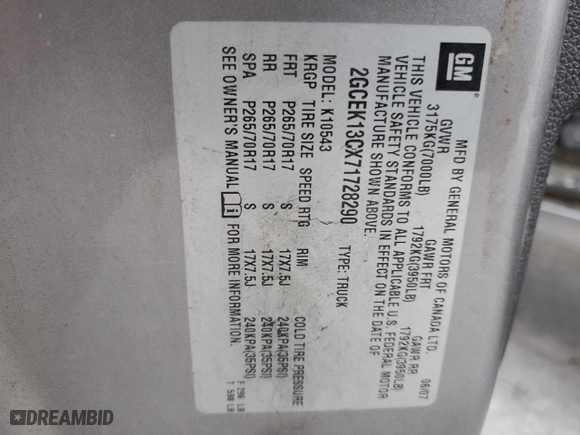 GM
MFD BY GENERAL MOTORS OF CANADA LTD.
06/07
GVWR GAWR FRT GAWR RR
3175KG(7000LB) 1792KG(3950LB) 1792KG(3950LB)
THIS VEHICLE CONFORMS TO ALL APPLICABLE U.S. FEDERAL MOTOR
VEHICLE SAFETY STANDARDS IN EFFECT ON THE DATE OF
MANUFACTURE SHOWN ABOVE.
2GCEK13CX71728290 TYPE: TRUCK
MODEL: K10543
KRGP TIRE SIZE SPEED RTG RIM COLD TIRE PRESSURE
FRT P265/70R17 S 17X7.5J 240KPA(35PSI)
RR P265/70R17 S 17X7.5J 240KPA(35PSI)
SPA P265/70R17 S 17X7.5J 240KPA(35PSI)
SEE OWNER'S MANUAL FOR MORE INFORMATION.
F 296 LB
T 598 LB
DREAMBID